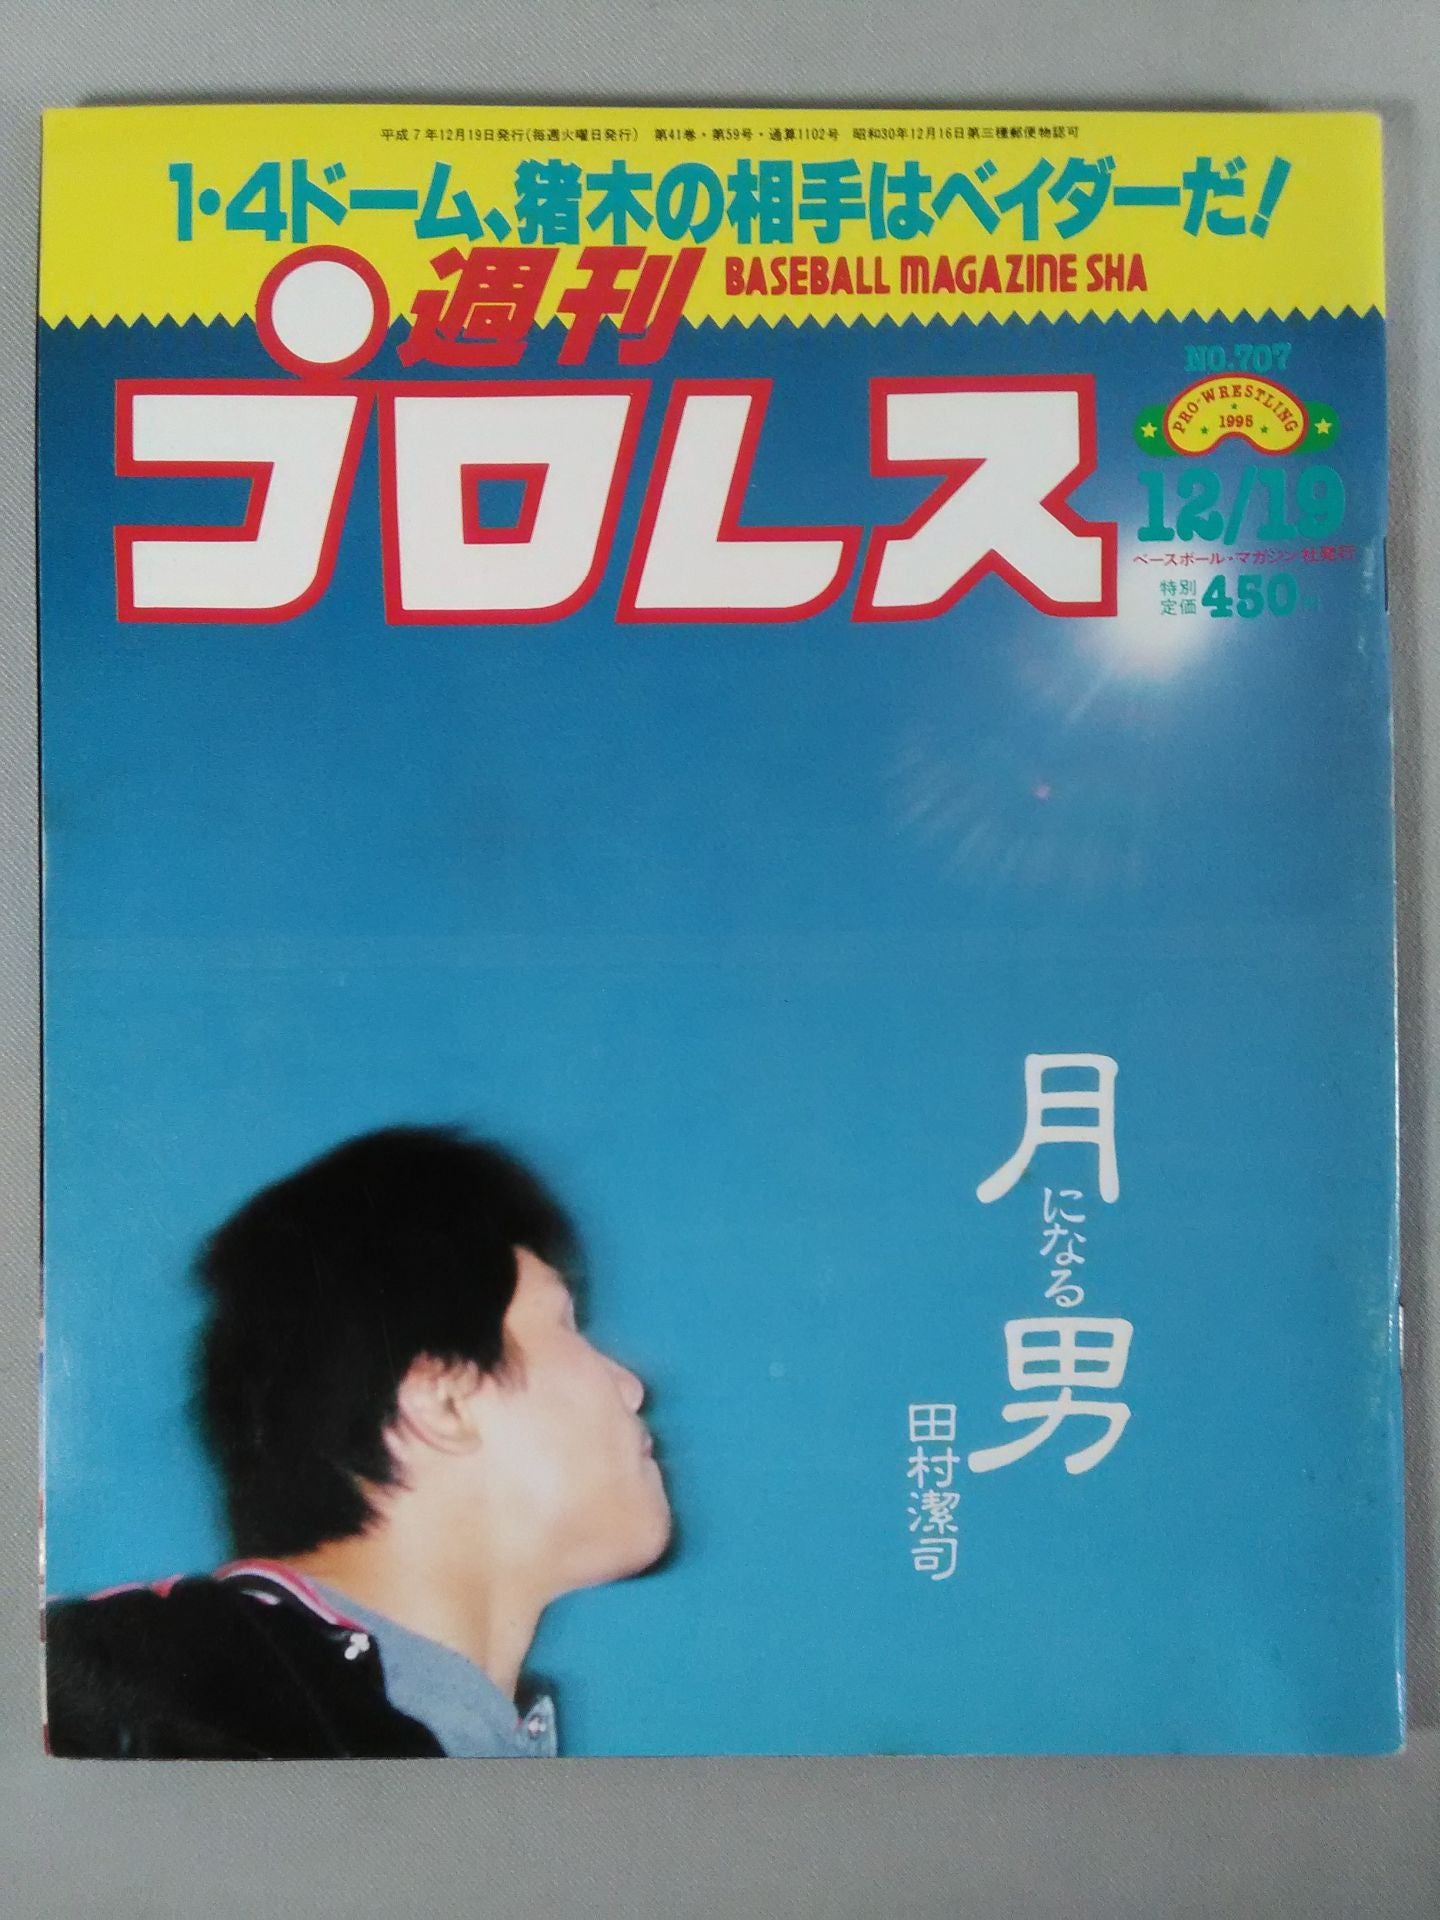 平成7年12月19日発行(毎週火曜日発行) 第41巻・第59号・通算1102号 昭和30年12月16日第三種郵便物認可
1・4ドーム、猪木の相手はベイダーだ!
週刊
BASEBALL MAGAZINE SHA
プロレス
NO.707
PRO-WRESTLING
1995
12/19
ベースボール・マガジン社発行
特別
定価
450円
月になる男
田村潔司